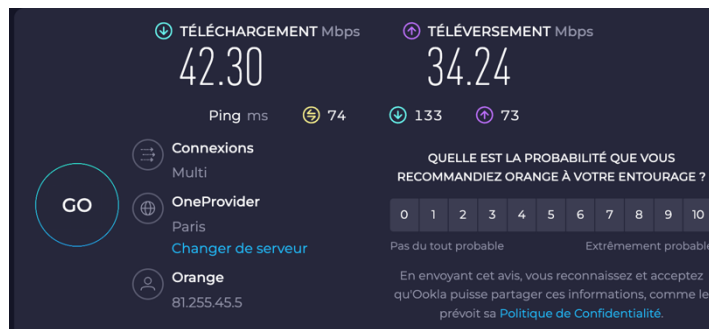 TÉLÉCHARGEMENT Mbps
42.30
TÉLÉVERSEMENT Mbps
34.24
Ping ms 74 133 73
GO
Connexions
Multi
OneProvider
Paris
Changer de serveur
Orange
81.255.45.5
QUELLE EST LA PROBABILITÉ QUE VOUS
RECOMMANDIEZ ORANGE À VOTRE ENTOURAGE ?
0 1 2 3 4 5 6 7 8 9 10
Pas du tout probable Extrêmement probable
En envoyant cet avis, vous reconnaissez et acceptez
qu'Ookla puisse partager ces informations, comme le
prévoit sa Politique de Confidentialité.